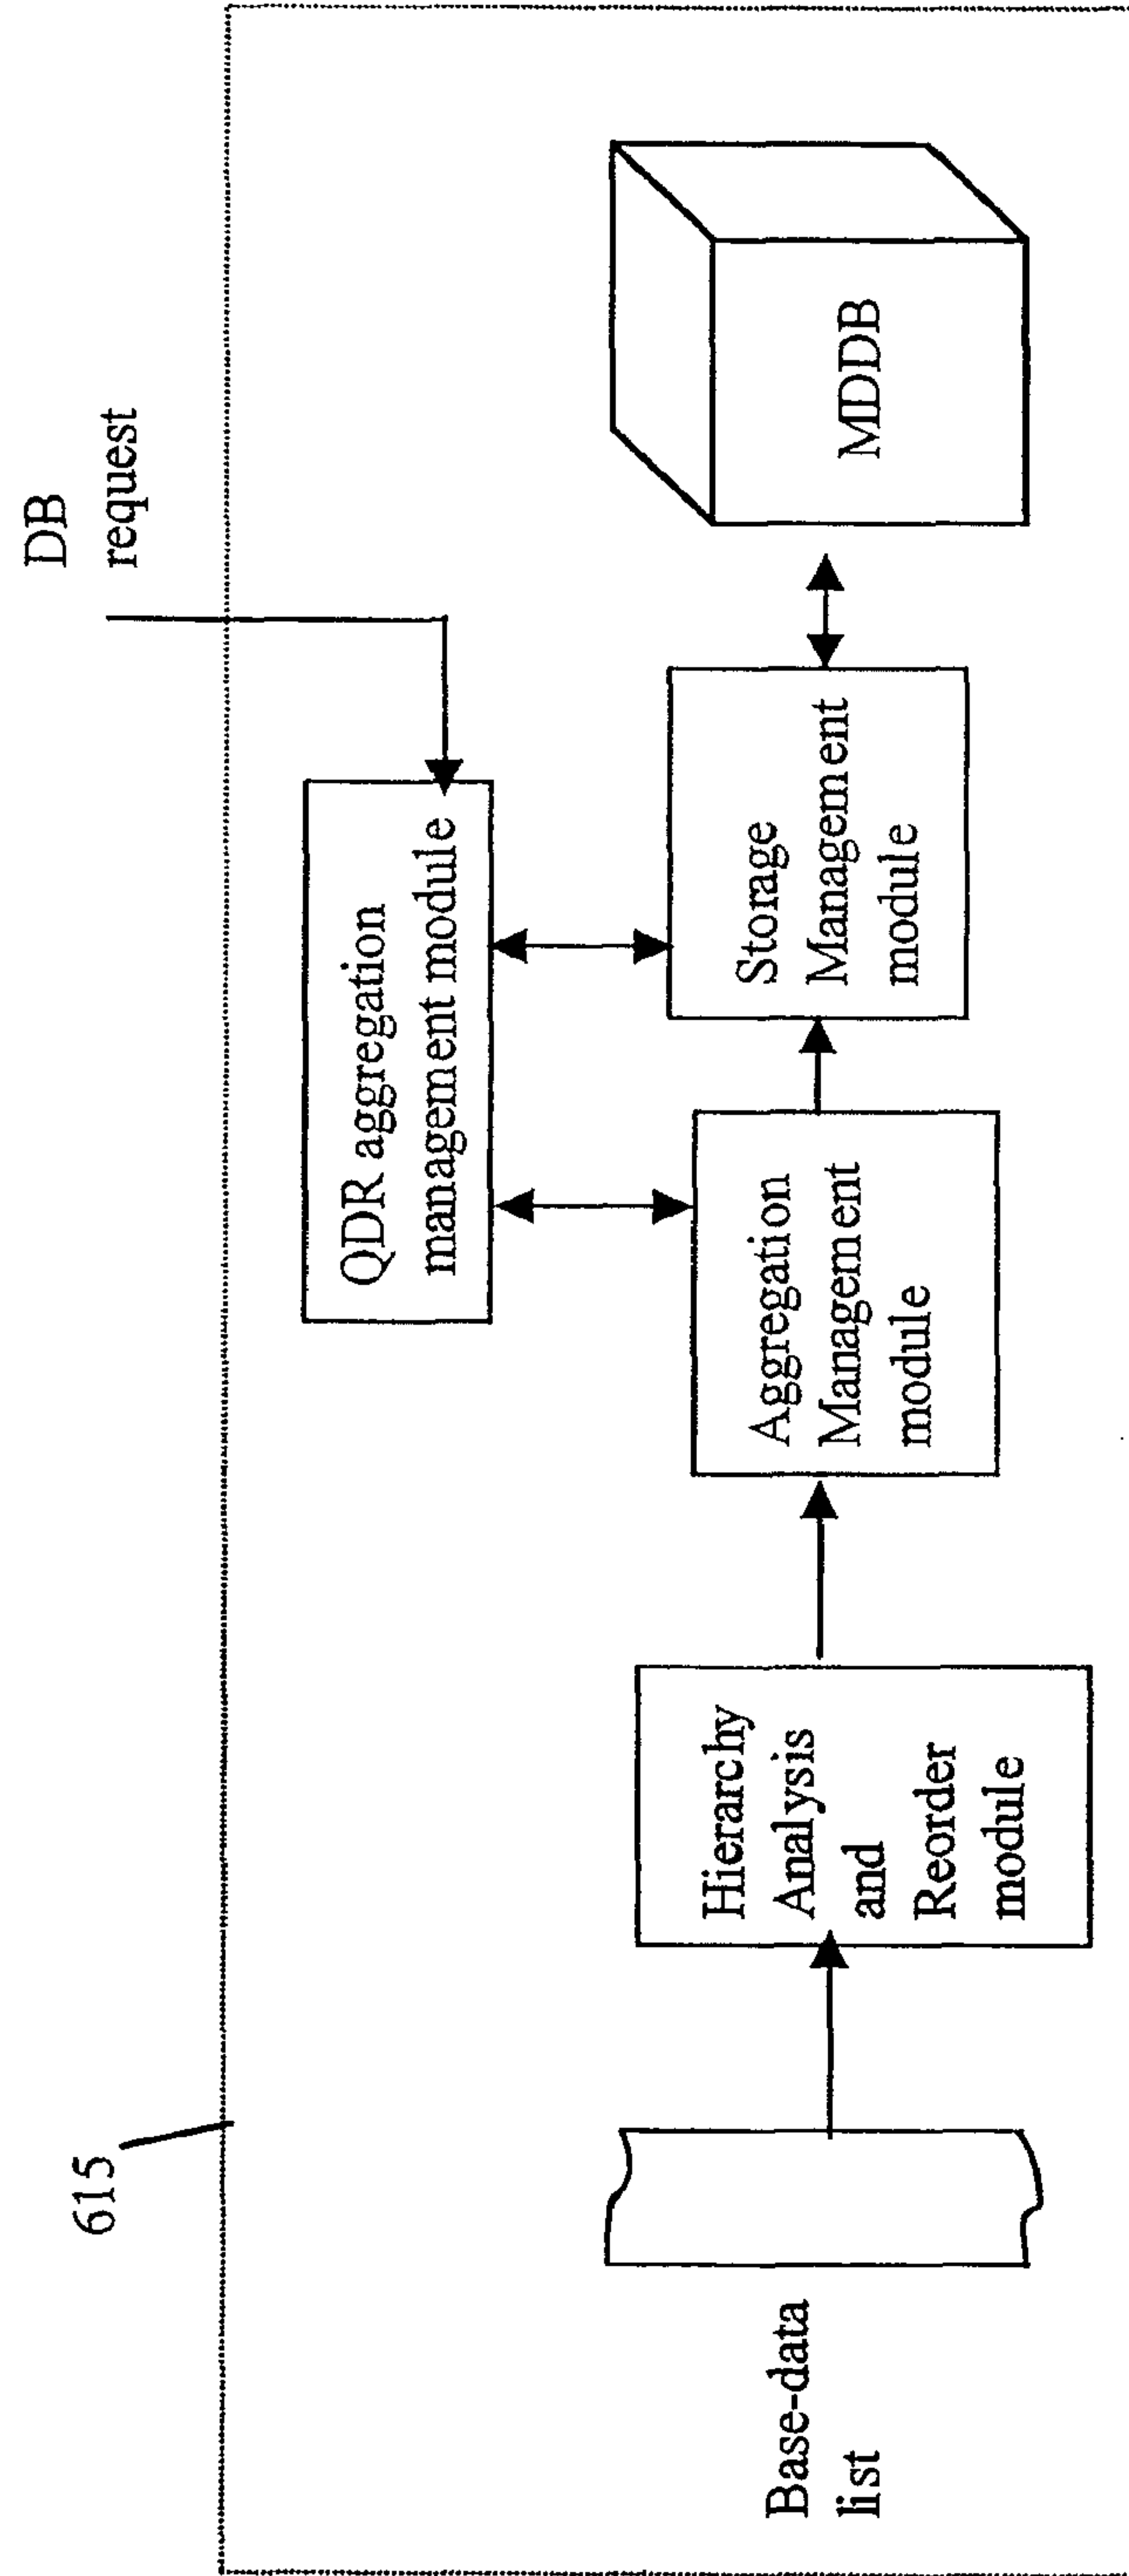 615
DB
request
QDR aggregation
management module
Base-data
list
Hierarchy
Analysis
and
Reorder
module
Aggregation
Management
module
Storage
Management
module
MDDB